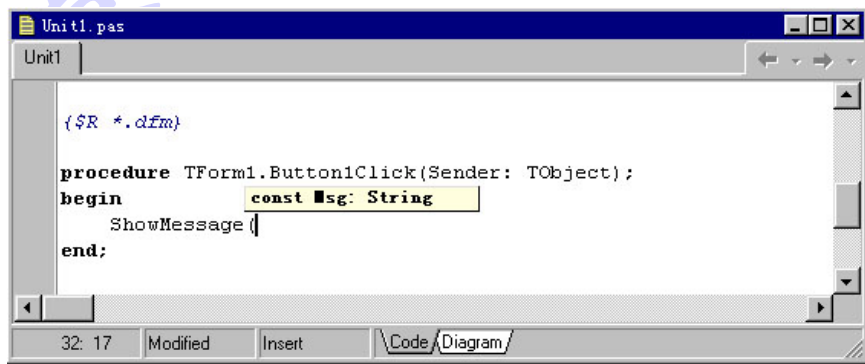 Unit1.pas
Unit1
{$R *.dfm}
procedure TForm1.Button1Click(Sender: TObject);
begin
const Msg: String
ShowMessage(
end;
32: 17 Modified Insert Code Diagram